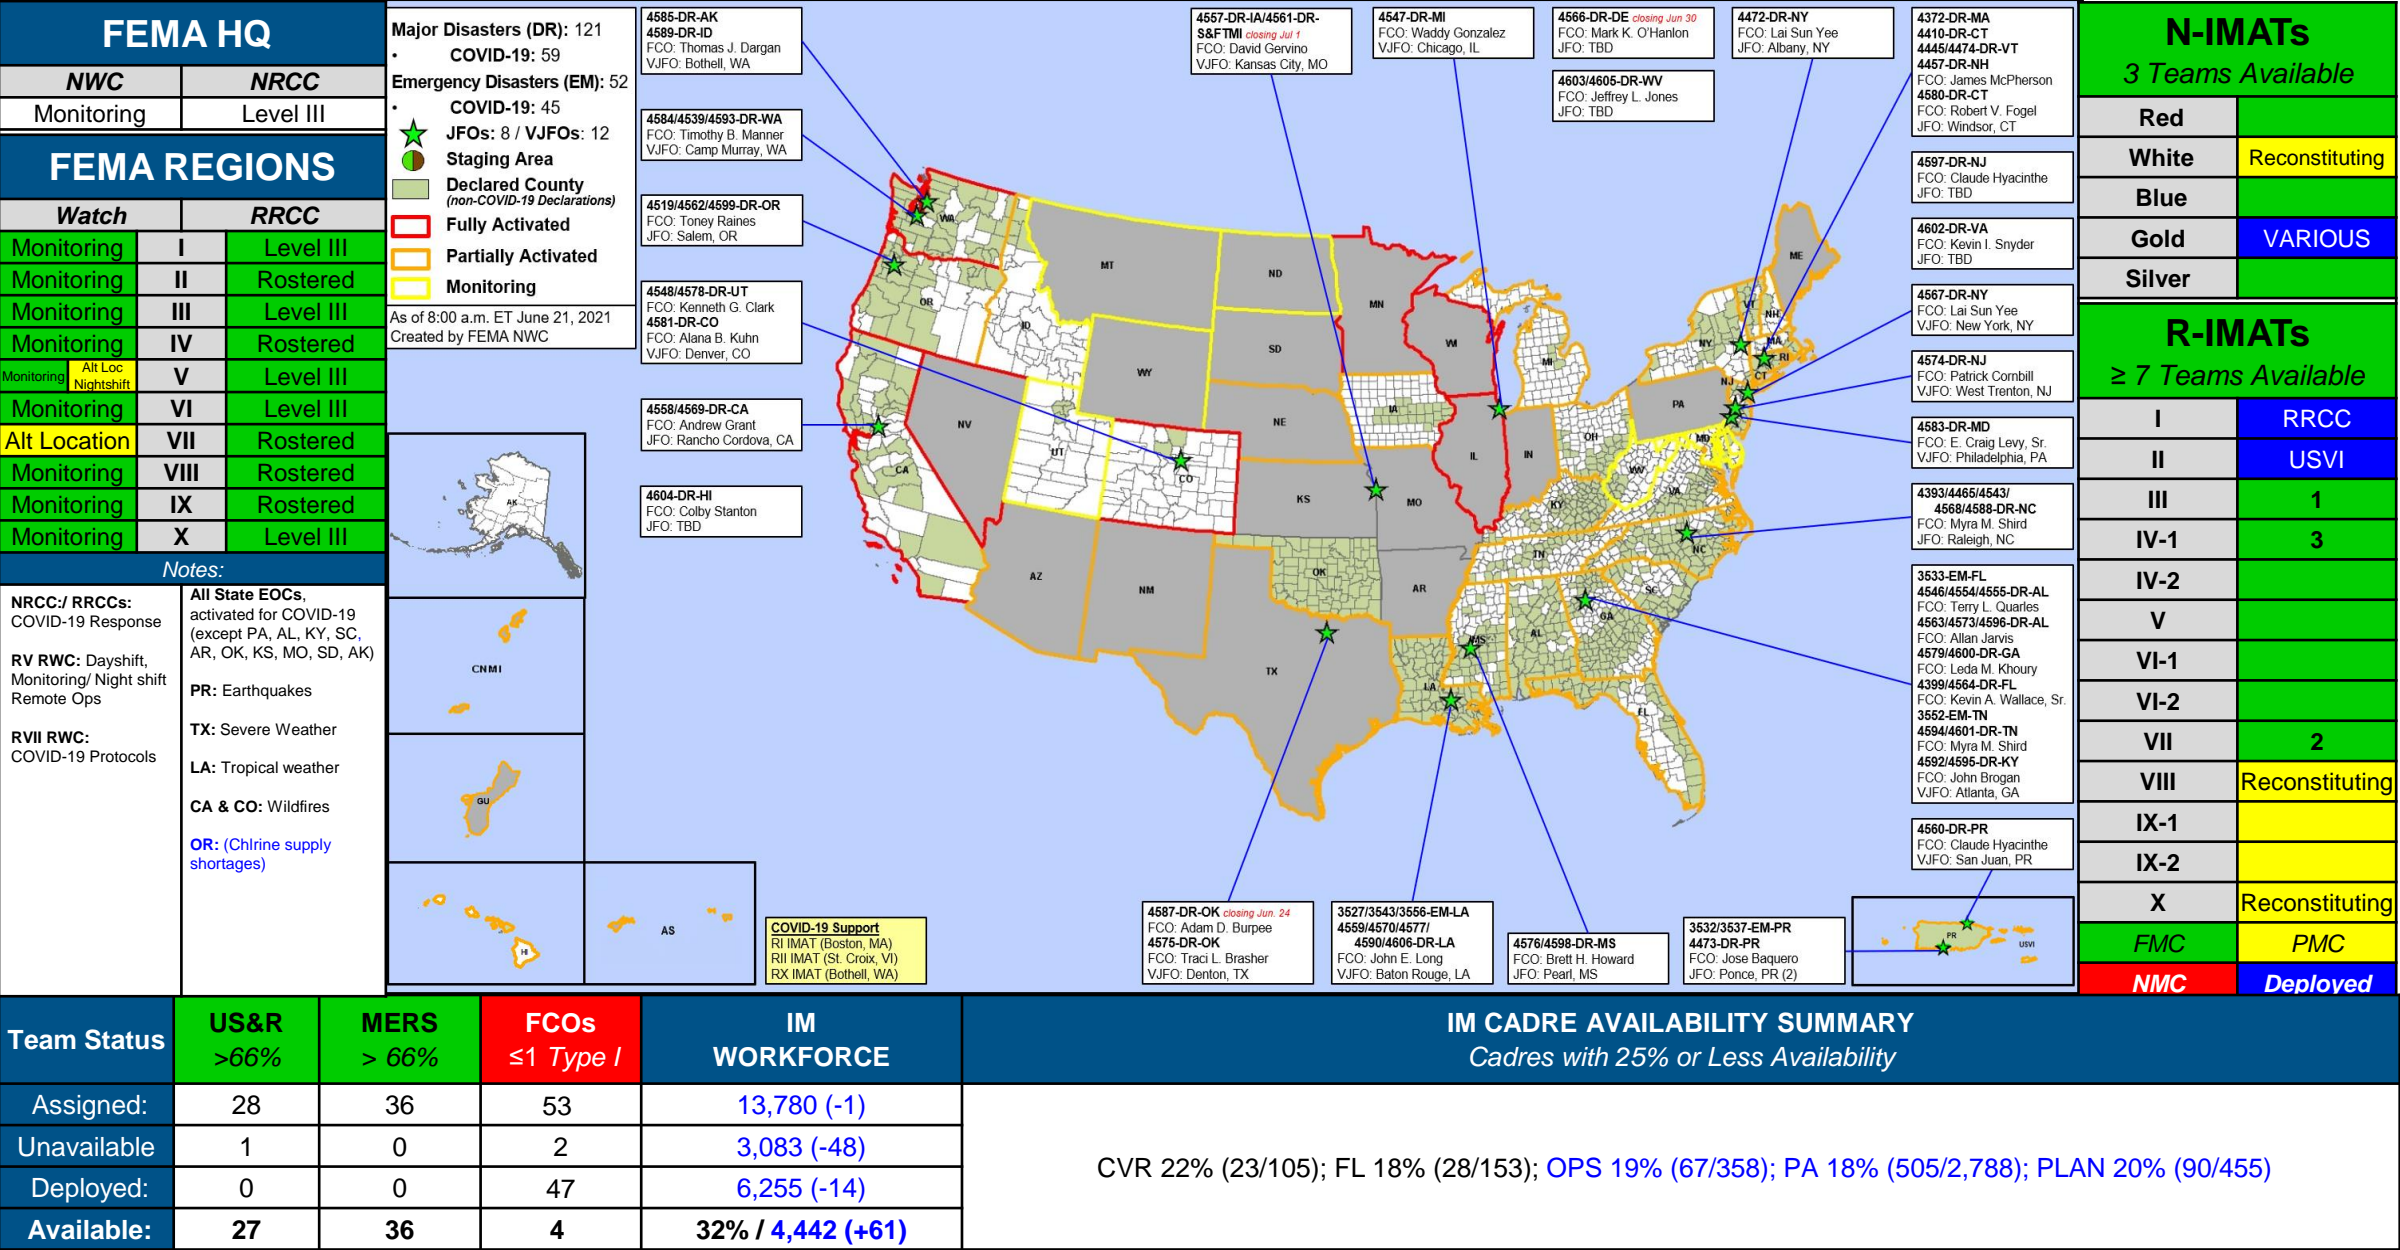 FEMA HQ
NWC NRCC
Monitoring Level III
FEMA REGIONS
Watch RRCC
Monitoring I Level III
Monitoring II Rostered
Monitoring III Level III
Monitoring IV Rostered
Monitoring Alt Loc Nightshift V Level III
Monitoring VI Level III
Alt Location VII Rostered
Monitoring VIII Rostered
Monitoring IX Rostered
Monitoring X Level III
Notes:
NRCC:/ RRCCs:
COVID-19 Response
RV RWC: Dayshift,
Monitoring/ Night shift
Remote Ops
RVII RWC:
COVID-19 Protocols
All State EOCs,
activated for COVID-19
(except PA, AL, KY, SC,
AR, OK, KS, MO, SD, AK)
PR: Earthquakes
TX: Severe Weather
LA: Tropical weather
CA & CO: Wildfires
OR: (Chlrine supply
shortages)
Major Disasters (DR): 121
• COVID-19: 59
Emergency Disasters (EM): 52
• COVID-19: 45
JFOs: 8 / VJFOs: 12
Staging Area
Declared County
(non-COVID-19 Declarations)
Fully Activated
Partially Activated
Monitoring
As of 8:00 a.m. ET June 21, 2021
Created by FEMA NWC
4585-DR-AK
4589-DR-ID
FCO: Thomas J. Dargan
VJFO: Bothell, WA
4584/4539/4593-DR-WA
FCO: Timothy B. Manner
VJFO: Camp Murray, WA
4519/4562/4599-DR-OR
FCO: Toney Raines
JFO: Salem, OR
4548/4578-DR-UT
FCO: Kenneth G. Clark
4581-DR-CO
FCO: Alana B. Kuhn
VJFO: Denver, CO
4558/4569-DR-CA
FCO: Andrew Grant
JFO: Rancho Cordova, CA
4604-DR-HI
FCO: Colby Stanton
JFO: TBD
4557-DR-IA/4561-DR-
S&FTMI closing Jul 1
FCO: David Gervino
VJFO: Kansas City, MO
4547-DR-MI
FCO: Waddy Gonzalez
VJFO: Chicago, IL
4566-DR-DE closing Jun 30
FCO: Mark K. O'Hanlon
JFO: TBD
4603/4605-DR-WV
FCO: Jeffrey L. Jones
JFO: TBD
4472-DR-NY
FCO: Lai Sun Yee
JFO: Albany, NY
4372-DR-MA
4410-DR-CT
4445/4474-DR-VT
4457-DR-NH
FCO: James McPherson
4580-DR-CT
FCO: Robert V. Fogel
JFO: Windsor, CT
4597-DR-NJ
FCO: Claude Hyacinthe
JFO: TBD
4602-DR-VA
FCO: Kevin I. Snyder
JFO: TBD
4567-DR-NY
FCO: Lai Sun Yee
VJFO: New York, NY
4574-DR-NJ
FCO: Patrick Cornbill
VJFO: West Trenton, NJ
4583-DR-MD
FCO: E. Craig Levy, Sr.
VJFO: Philadelphia, PA
4393/4465/4543/
4568/4588-DR-NC
FCO: Myra M. Shird
JFO: Raleigh, NC
3533-EM-FL
4546/4554/4555-DR-AL
FCO: Terry L. Quarles
4563/4573/4596-DR-AL
FCO: Allan Jarvis
4579/4600-DR-GA
FCO: Leda M. Khoury
4399/4564-DR-FL
FCO: Kevin A. Wallace, Sr.
3552-EM-TN
4594/4601-DR-TN
FCO: Myra M. Shird
4592/4595-DR-KY
FCO: John Brogan
VJFO: Atlanta, GA
4560-DR-PR
FCO: Claude Hyacinthe
VJFO: San Juan, PR
WA
OR
ID
MT
ND
MN
SD
WY
NE
IA
WI
MI
IL
IN
OH
PA
NY
VT
NH
ME
MA
RI
CT
NJ
MD
WV
VA
KY
NC
TN
SC
GA
AL
MS
LA
FL
AR
MO
KS
OK
TX
NM
AZ
CO
UT
NV
CA
AK
CNMI
GU
HI
AS
PR
USVI
COVID-19 Support
RI IMAT (Boston, MA)
RII IMAT (St. Croix, VI)
RX IMAT (Bothell, WA)
4587-DR-OK closing Jun. 24
FCO: Adam D. Burpee
4575-DR-OK
FCO: Traci L. Brasher
VJFO: Denton, TX
3527/3543/3556-EM-LA
4559/4570/4577/
4590/4606-DR-LA
FCO: John E. Long
VJFO: Baton Rouge, LA
4576/4598-DR-MS
FCO: Brett H. Howard
JFO: Pearl, MS
3532/3537-EM-PR
4473-DR-PR
FCO: Jose Baquero
JFO: Ponce, PR (2)
N-IMATs
3 Teams Available
Red
White Reconstituting
Blue
Gold VARIOUS
Silver
R-IMATs
≥ 7 Teams Available
I RRCC
II USVI
III 1
IV-1 3
IV-2
V
VI-1
VI-2
VII 2
VIII Reconstituting
IX-1
IX-2
X Reconstituting
FMC PMC
NMC Deployed
Team Status US&R >66% MERS > 66% FCOs ≤1 Type I IM WORKFORCE
Assigned: 28 36 53 13,780 (-1)
Unavailable 1 0 2 3,083 (-48)
Deployed: 0 0 47 6,255 (-14)
Available: 27 36 4 32% / 4,442 (+61)
IM CADRE AVAILABILITY SUMMARY
Cadres with 25% or Less Availability
CVR 22% (23/105); FL 18% (28/153); OPS 19% (67/358); PA 18% (505/2,788); PLAN 20% (90/455)